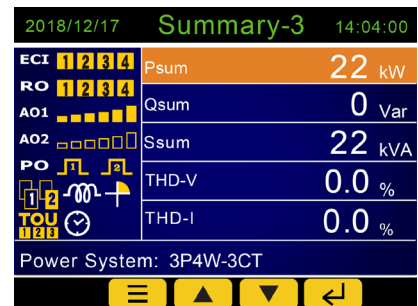 2018/12/17 Summary-3 14:04:00
ECI 1 2 3 4
RO 1 2 3 4
AO1
AO2
PO 1 2
1 2
TOU
1 2 3
Psum 22 kW
Qsum 0 Var
Ssum 22 kVA
THD-V 0.0 %
THD-I 0.0 %
Power System: 3P4W-3CT